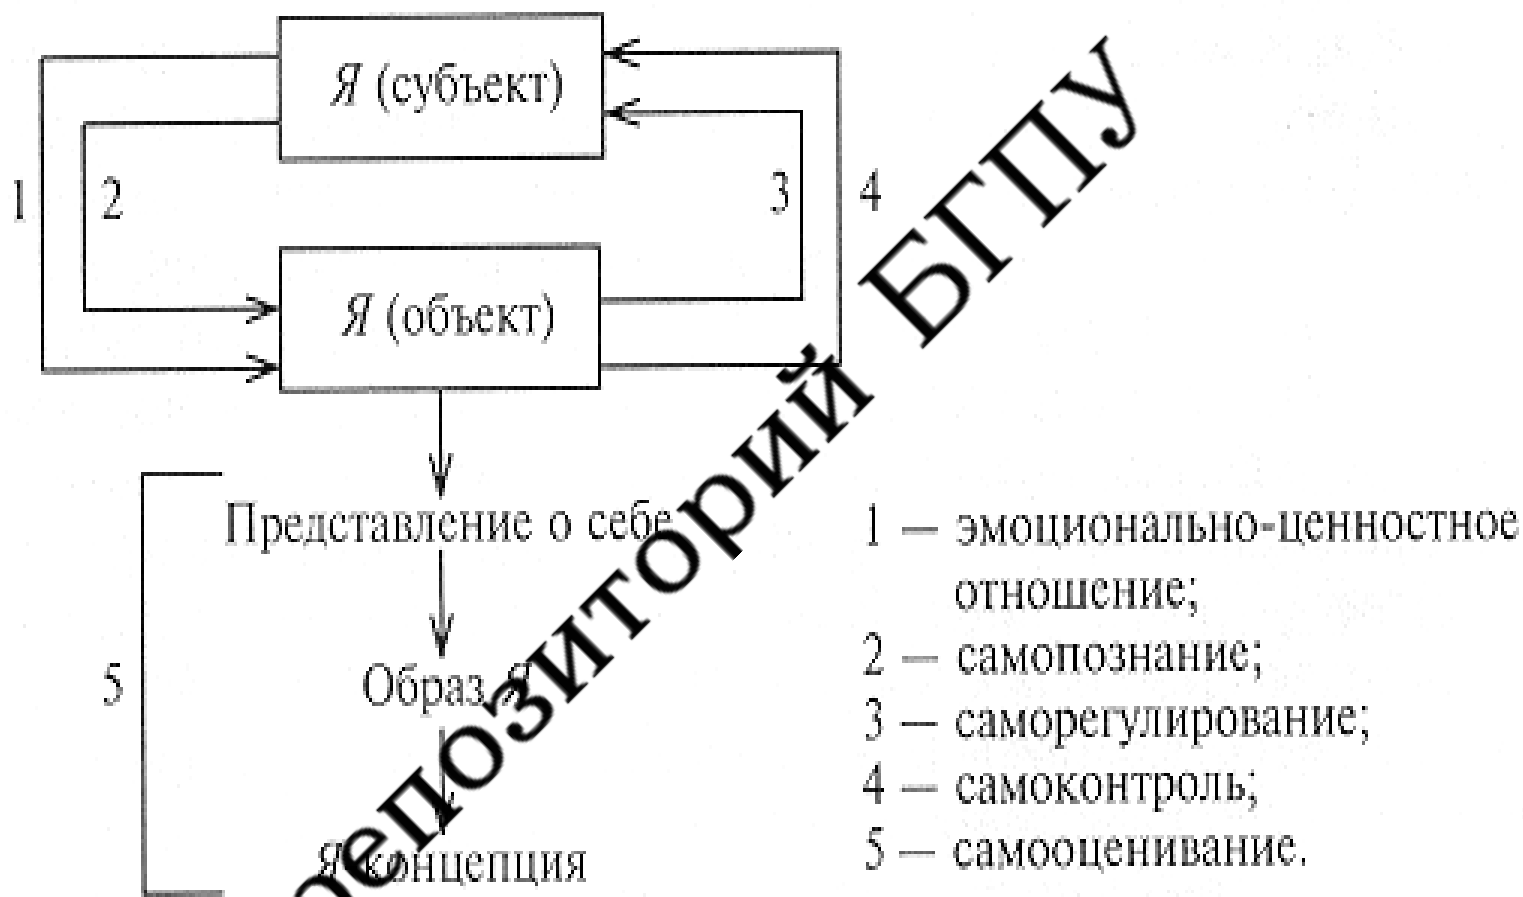 Я (субъект)
1
2
3
4
Я (объект)
Представление о себе
Образ Я
Я-концепция
5
1 — эмоционально-ценностное
отношение;
2 — самопознание;
3 — саморегулирование;
4 — самоконтроль;
5 — самооценивание.
репозиторий БГПУ